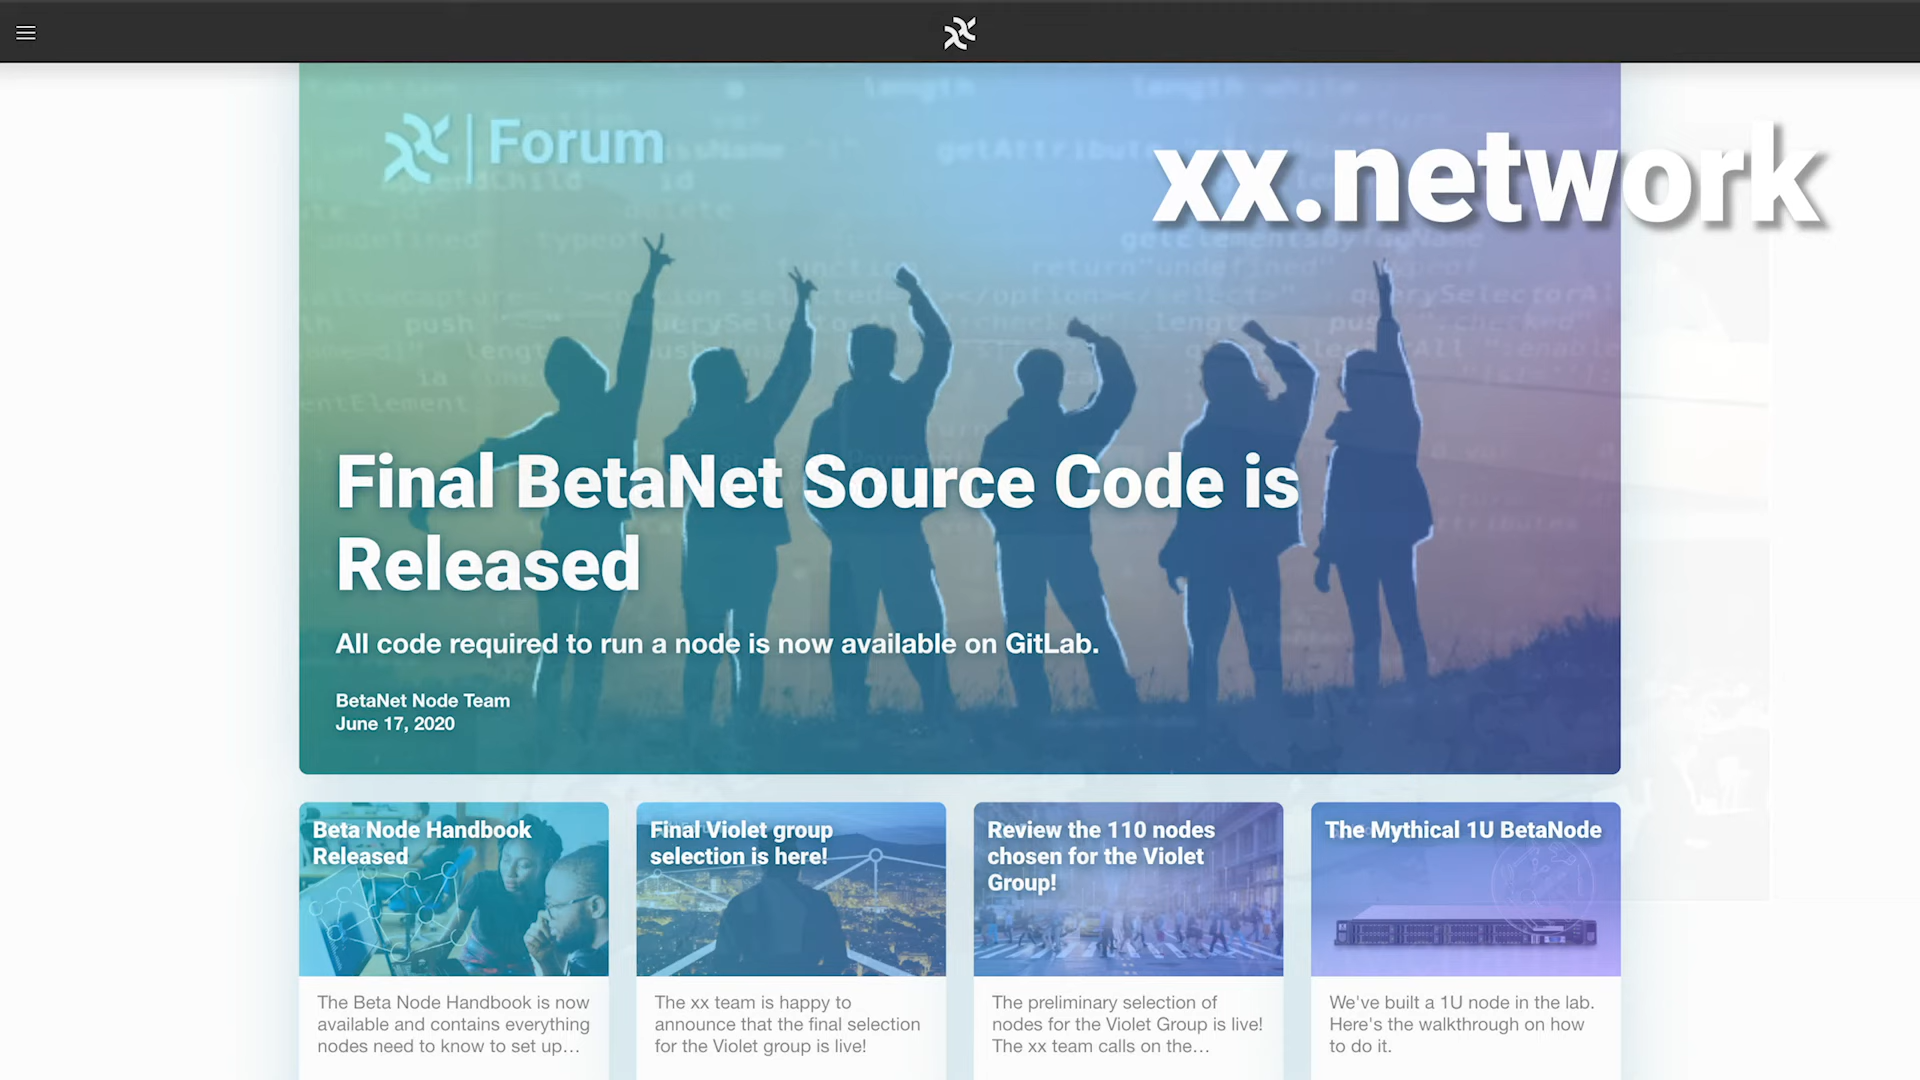 Forum
xx.network
Final BetaNet Source Code is
Released
All code required to run a node is now available on GitLab.
BetaNet Node Team
June 17, 2020
Beta Node Handbook
Released
Final Violet group
selection is here!
Review the 110 nodes
chosen for the Violet
Group!
The Mythical 1U BetaNode
The Beta Node Handbook is now
available and contains everything
nodes need to know to set up...
The xx team is happy to
announce that the final selection
for the Violet group is live!
The preliminary selection of
nodes for the Violet Group is live!
The xx team calls on the...
We've built a 1U node in the lab.
Here's the walkthrough on how
to do it.